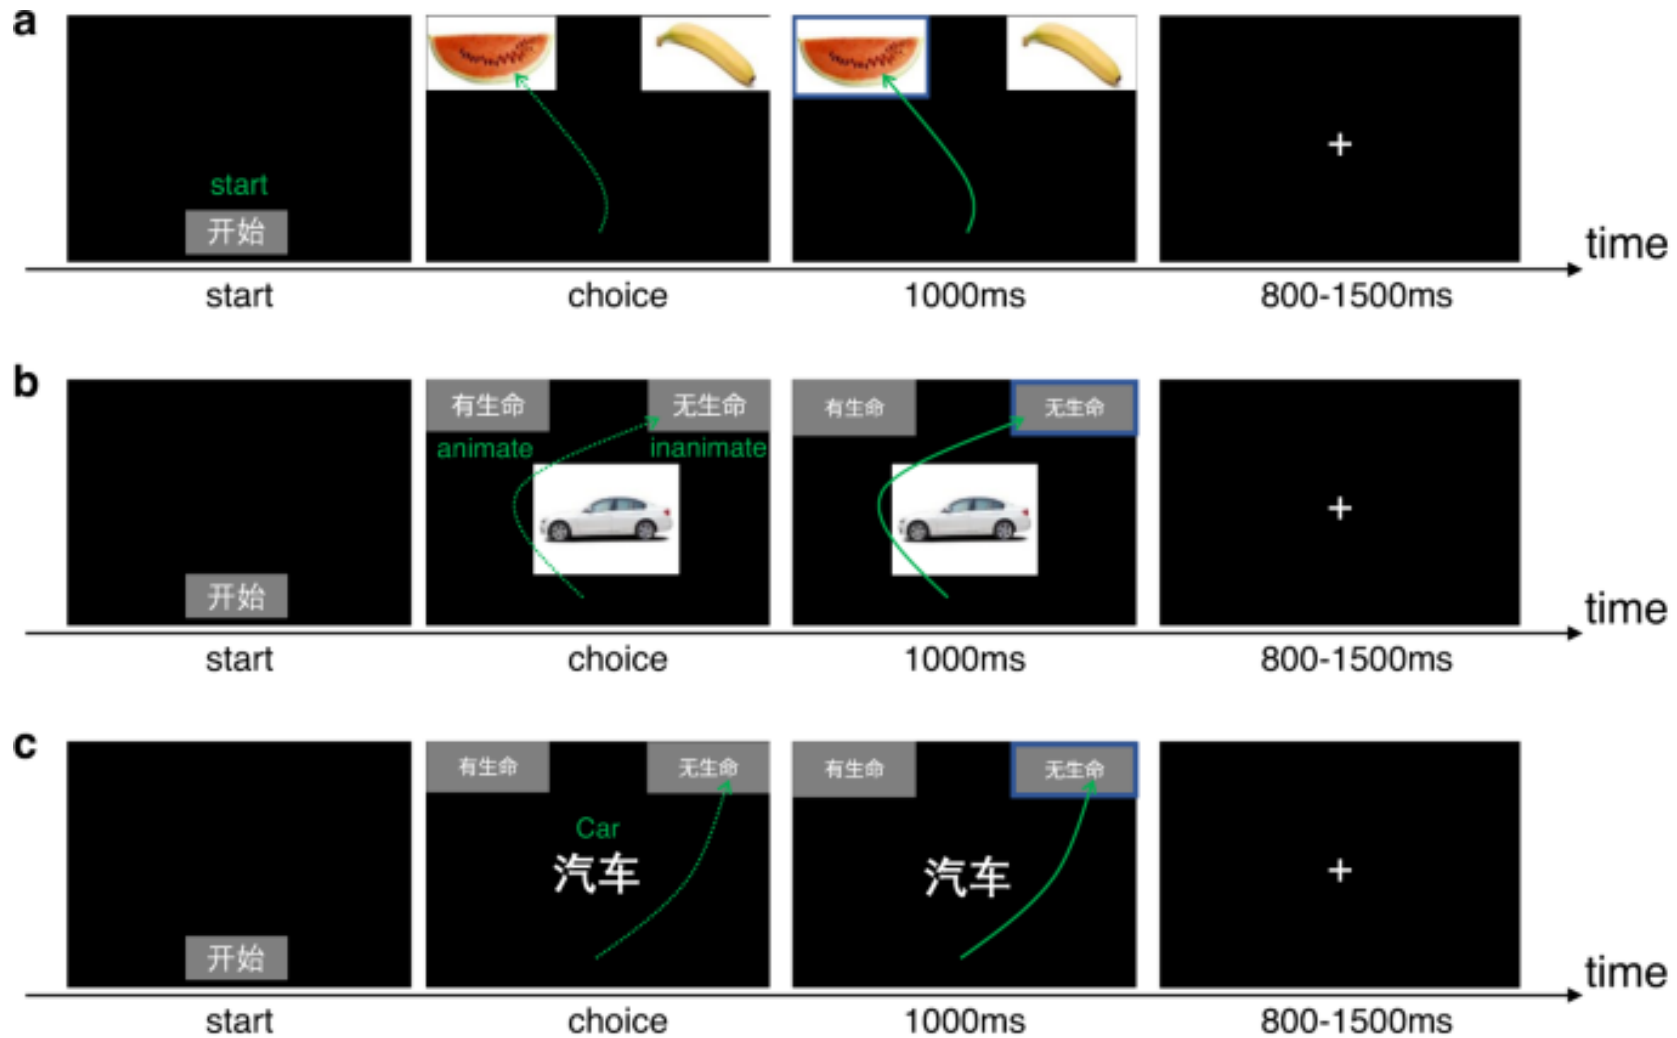 a
start
开始
time
start
choice
1000ms
800-1500ms
b
有生命
无生命
有生命
无生命
animate
inanimate
开始
time
start
choice
1000ms
800-1500ms
c
有生命
无生命
有生命
无生命
Car
汽车
汽车
开始
time
start
choice
1000ms
800-1500ms